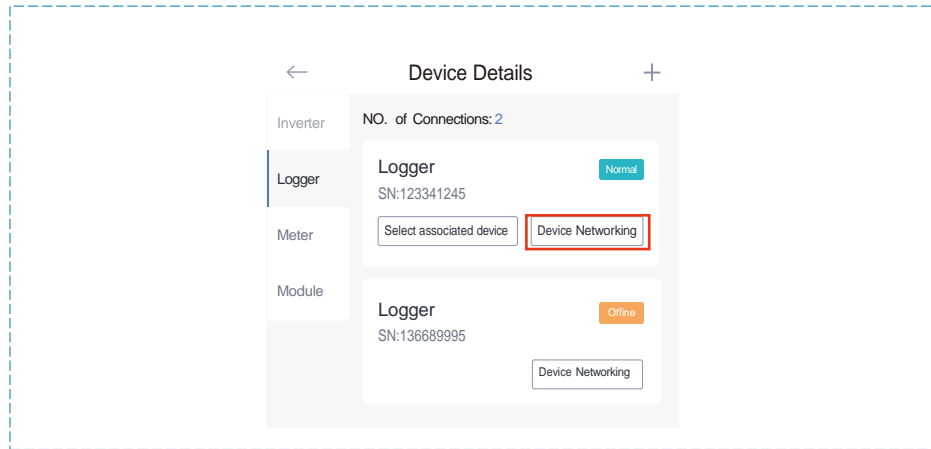 Device Details
Inverter
NO. of Connections: 2
Logger
Logger
Normal
SN:123341245
Select associated device
Device Networking
Meter
Module
Logger
Offine
SN:136689995
Device Networking